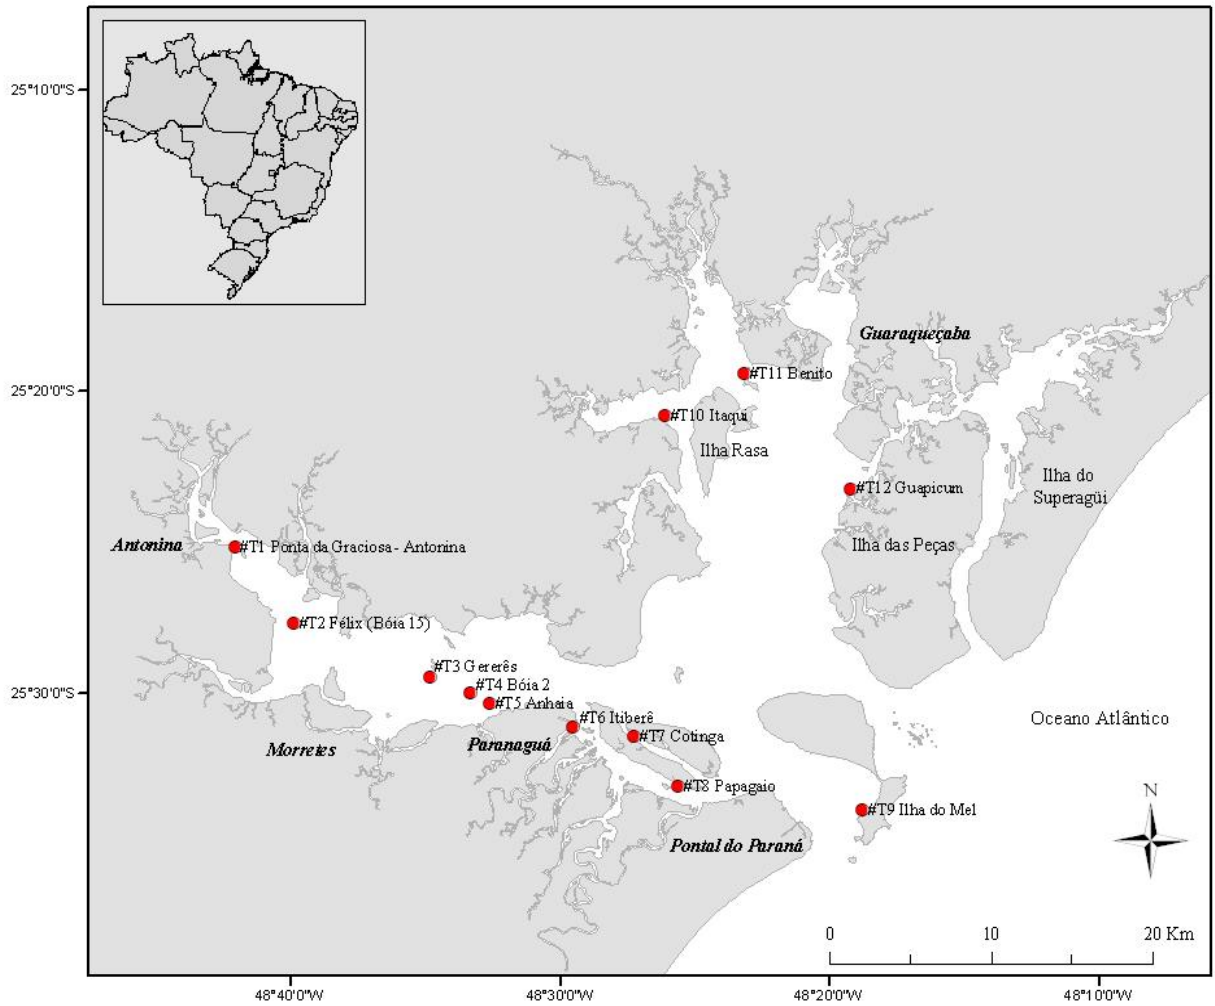 25°10'0"S
Guaraqueçaba
#T11 Benito
25°20'0"S
#T10 Itaqui
Ilha Rasa
Ilha do
Superagüi
#T12 Guapicum
Antonina
#T1 Ponta da Graciosa - Antonina
Ilha das Peças
#T2 Félix (Bóia 15)
#T3 Gererês
#T4 Bóia 2
25°30'0"S
#T5 Anhaia
#T6 Itiberê
Oceano Atlântico
Morretes
Paranaguá
#T7 Cotinga
#T8 Papagaio
N
#T9 Ilha do Mel
Pontal do Paraná
0 10 20 Km
48°40'0"W 48°30'0"W 48°20'0"W 48°10'0"W